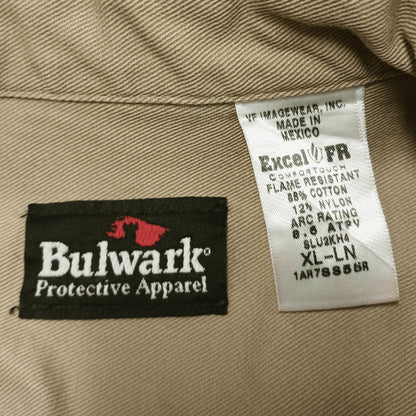 Bulwark®
Protective Apparel
VF IMAGEWEAR, INC.
MADE IN
MEXICO
Excel FR
COMFORTOUCH
FLAME RESISTANT
88% COTTON
12% NYLON
ARC RATING
8.6 ATPV
SLU2KH4
XL-LN